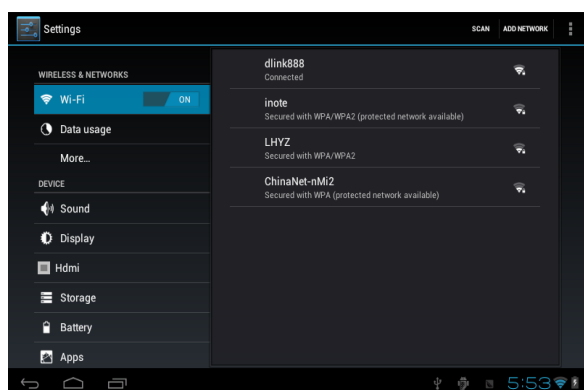 Settings
SCAN ADD NETWORK
WIRELESS & NETWORKS
Wi-Fi ON
Data usage
More...
DEVICE
Sound
Display
Hdmi
Storage
Battery
Apps
dlink888
Connected
inote
Secured with WPA/WPA2 (protected network available)
LHYZ
Secured with WPA/WPA2
ChinaNet-nMi2
Secured with WPA (protected network available)
5:53